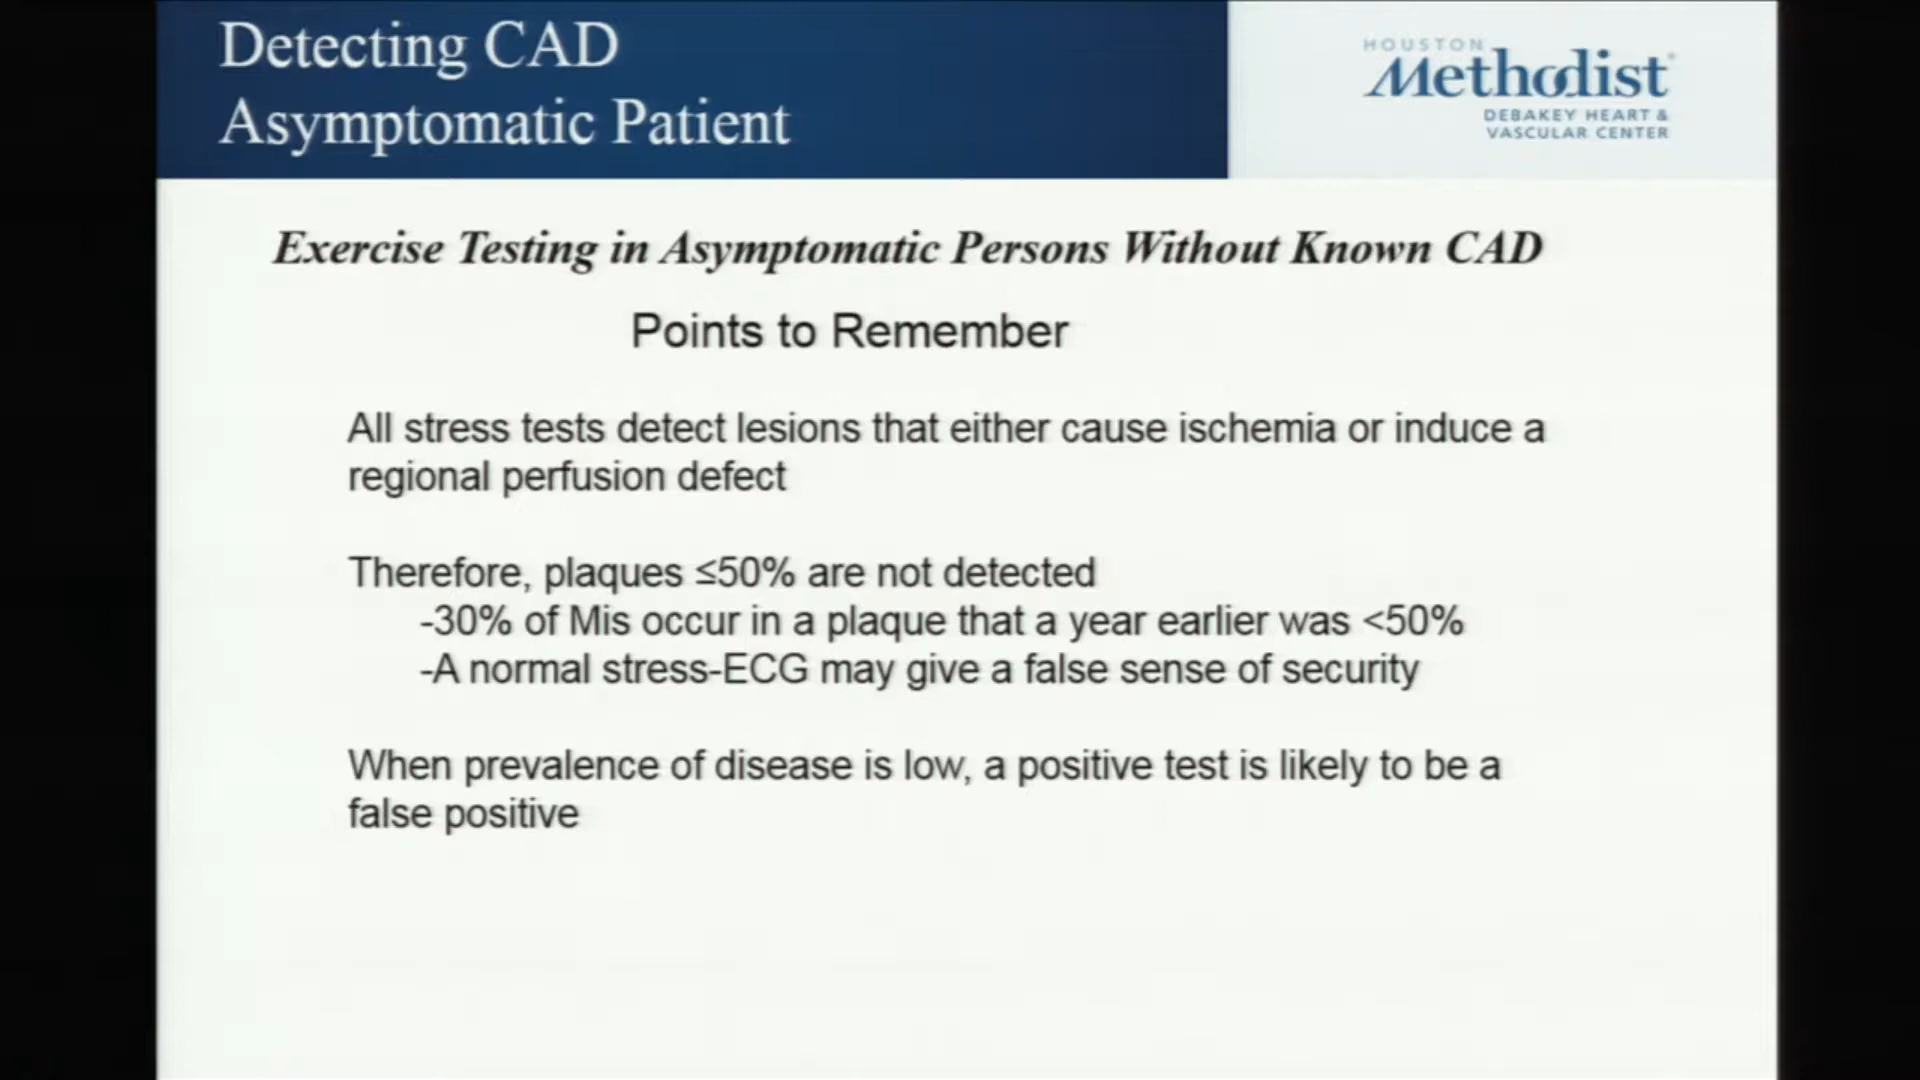 Detecting CAD
Asymptomatic Patient
HOUSTON
Methodist
DEBAKEY HEART &
VASCULAR CENTER
Exercise Testing in Asymptomatic Persons Without Known CAD
Points to Remember
All stress tests detect lesions that either cause ischemia or induce a
regional perfusion defect
Therefore, plaques ≤50% are not detected
-30% of Mis occur in a plaque that a year earlier was <50%
-A normal stress-ECG may give a false sense of security
When prevalence of disease is low, a positive test is likely to be a
false positive